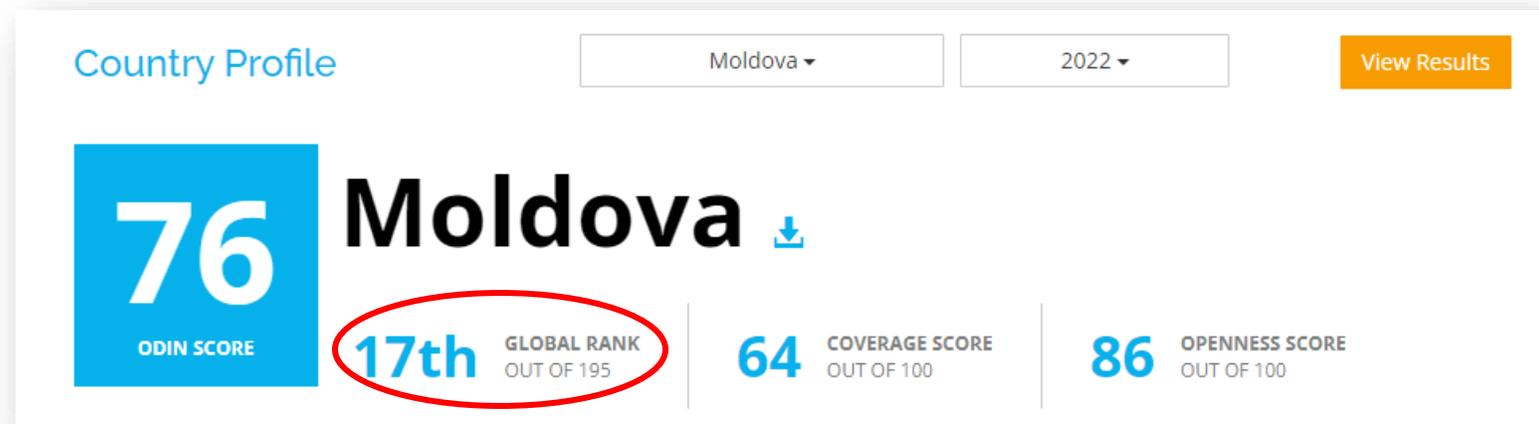 Country Profile
Moldova
2022
View Results
76
ODIN SCORE
Moldova
17th
GLOBAL RANK
OUT OF 195
64
COVERAGE SCORE
OUT OF 100
86
OPENNESS SCORE
OUT OF 100